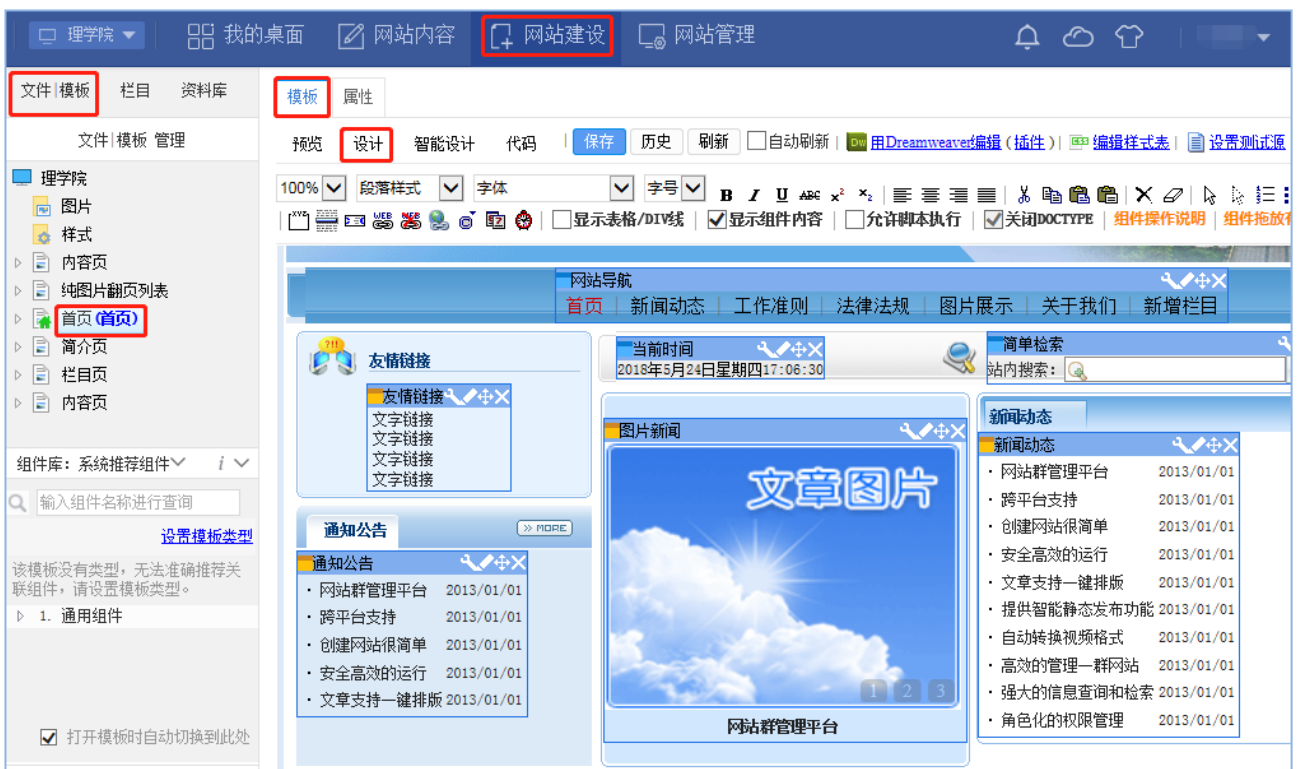 理学院 我的桌面 网站内容 网站建设 网站管理
文件|模板 栏目 资料库
文件|模板 管理
理学院
图片
样式
内容页
纯图片翻页列表
首页(首页)
简介页
栏目页
内容页
组件库：系统推荐组件 i
输入组件名称进行查询
设置模板类型
该模板没有类型，无法准确推荐关
联组件，请设置模板类型。
1. 通用组件
打开模板时自动切换到此处
模板 属性
预览 设计 智能设计 代码 保存 历史 刷新 自动刷新 | Dw 用Dreamweaver编辑(插件)| CSS 编辑样式表 | 设置测试源
100% 段落样式 字体 字号 B I U ABC x² x₂
显示表格/DIV线 | 显示组件内容 | 允许脚本执行 | 关闭DOCTYPE | 组件操作说明 | 组件拖放
网站导航
首页 | 新闻动态 | 工作准则 | 法律法规 | 图片展示 | 关于我们 | 新增栏目
友情链接
友情链接
文字链接
文字链接
文字链接
文字链接
通知公告 >> MORE
通知公告
· 网站群管理平台 2013/01/01
· 跨平台支持 2013/01/01
· 创建网站很简单 2013/01/01
· 安全高效的运行 2013/01/01
· 文章支持一键排版 2013/01/01
当前时间
2018年5月24日星期四17:06:30
图片新闻
文章图片
1 2 3
网站群管理平台
简单检索
站内搜索：
新闻动态
新闻动态
· 网站群管理平台 2013/01/01
· 跨平台支持 2013/01/01
· 创建网站很简单 2013/01/01
· 安全高效的运行 2013/01/01
· 文章支持一键排版 2013/01/01
· 提供智能静态发布功能 2013/01/01
· 自动转换视频格式 2013/01/01
· 高效的管理一群网站 2013/01/01
· 强大的信息查询和检索 2013/01/01
· 角色化的权限管理 2013/01/01